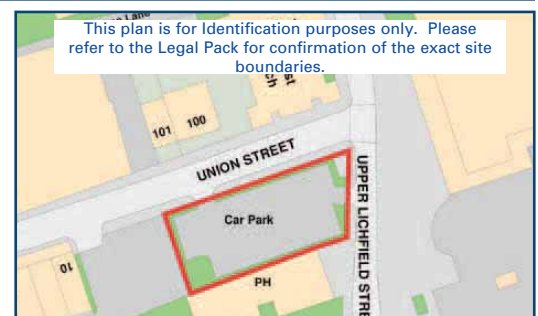 This plan is for Identification purposes only. Please
refer to the Legal Pack for confirmation of the exact site
boundaries.
101
100
UNION STREET
Car Park
UPPER LICHFIELD STRE
10
PH